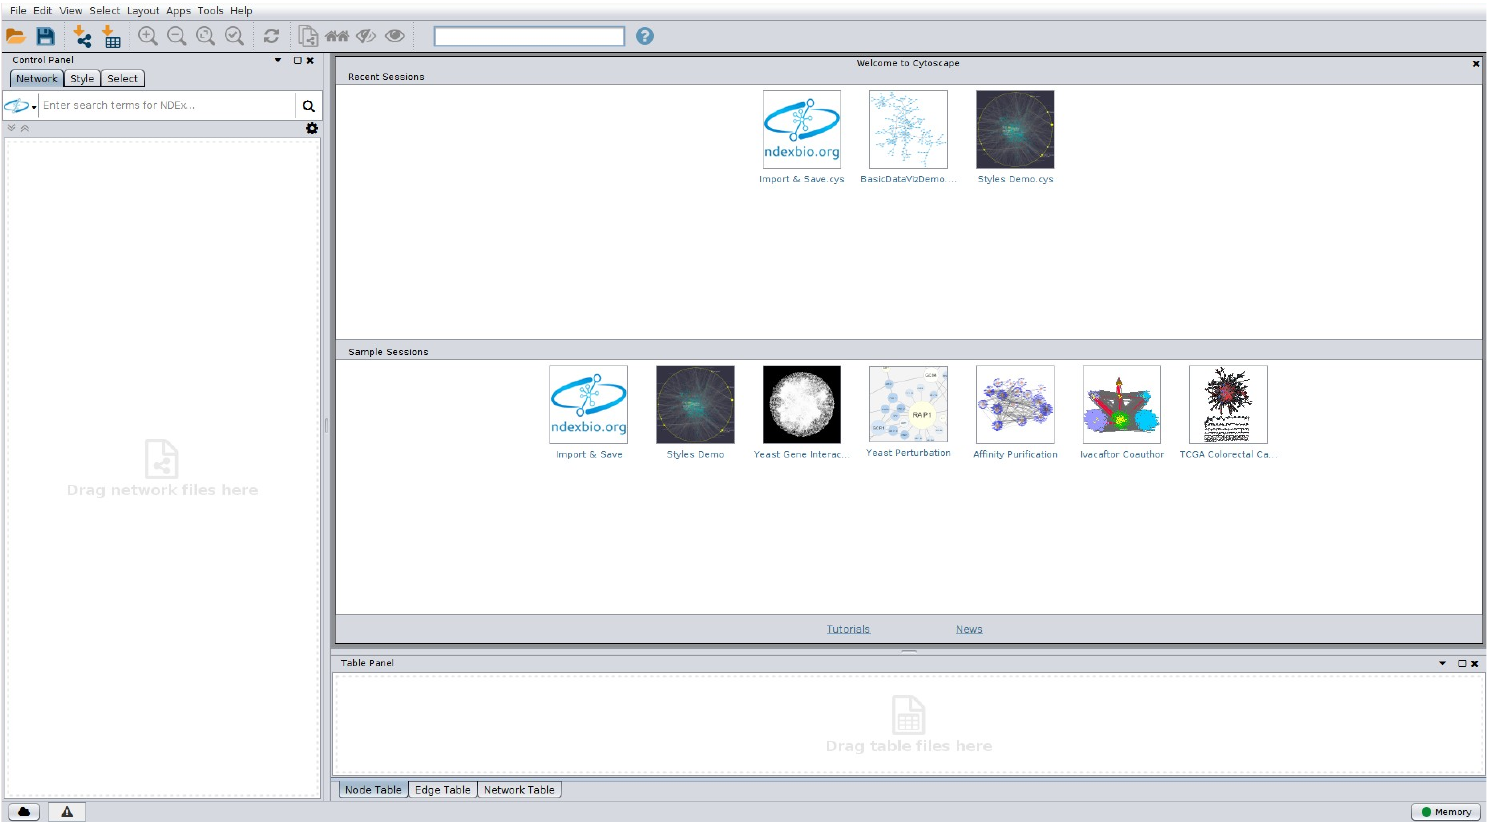 File Edit View Select Layout Apps Tools Help
Control Panel
Network Style Select
Enter search terms for NDEx...
Drag network files here
Welcome to Cytoscape
Recent Sessions
ndexbio.org
Import & Save.cys BasicDataVizDemo.... Styles Demo.cys
Sample Sessions
ndexbio.org
RAP1
Import & Save Styles Demo Yeast Gene Interac... Yeast Perturbation Affinity Purification Ivacaftor Coauthor TCGA Colorectal Ca...
Tutorials News
Table Panel
Drag table files here
Node Table Edge Table Network Table
Memory